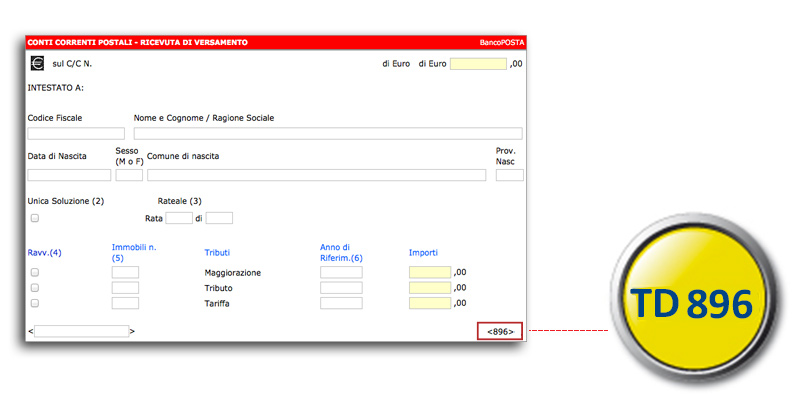 CONTI CORRENTI POSTALI - RICEVUTA DI VERSAMENTO BancoPOSTA
€ sul C/C N. di Euro di Euro ,00
INTESTATO A:
Codice Fiscale Nome e Cognome / Ragione Sociale
Data di Nascita Sesso (M o F) Comune di nascita Prov. Nasc
Unica Soluzione (2) Rateale (3)
Rata di
Ravv.(4) Immobili n. (5) Tributi Anno di Riferim.(6) Importi
Maggiorazione ,00
Tributo ,00
Tariffa ,00
< > <896>
TD 896